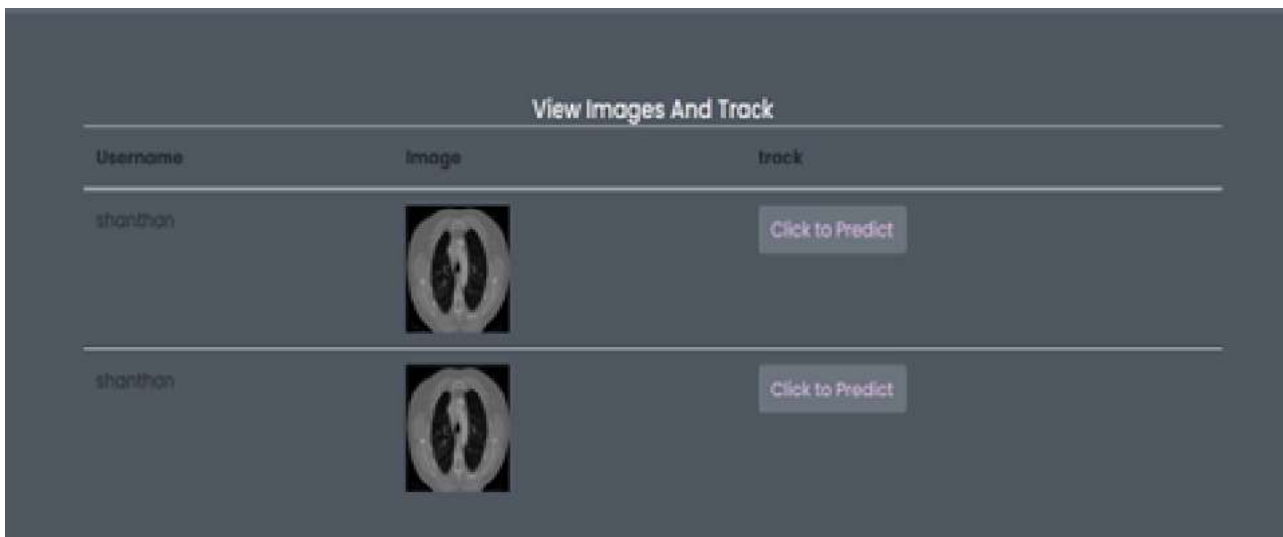 View Images And Track
Username Image track
shanthan Click to Predict
shanthan Click to Predict